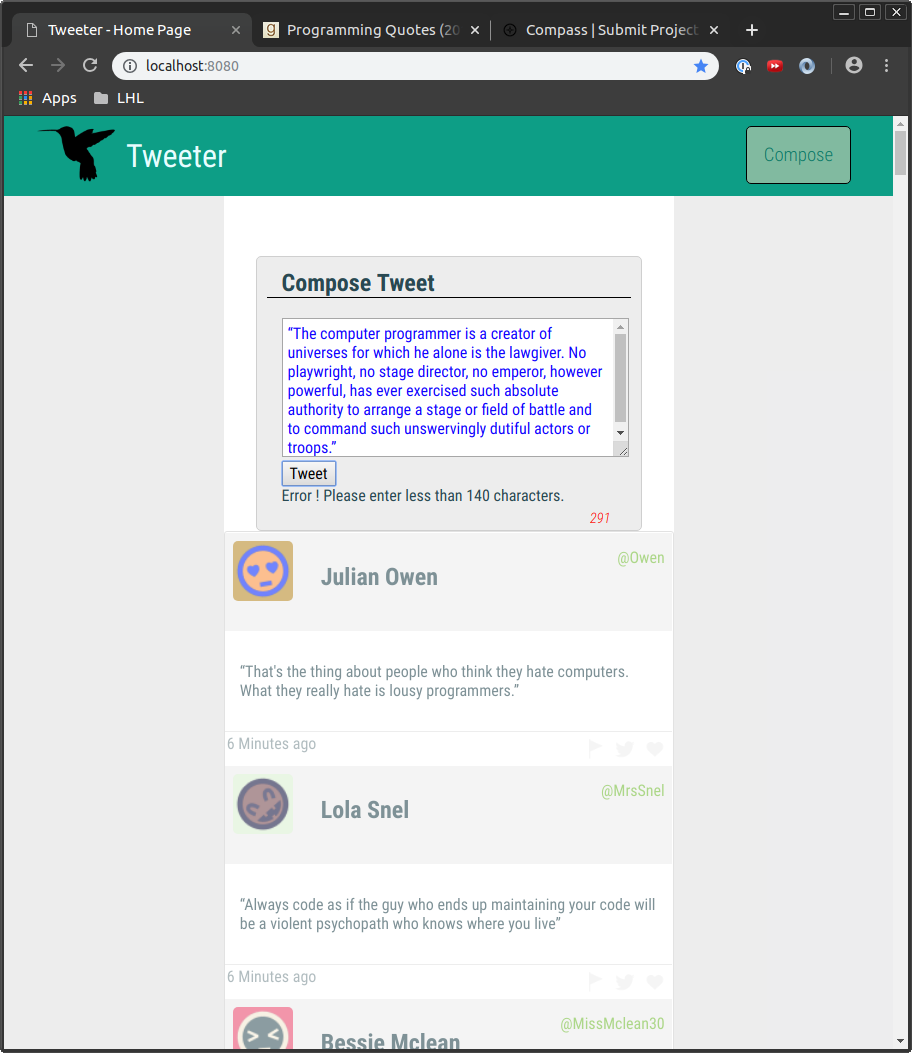 Tweeter - Home Page
Programming Quotes (20
Compass | Submit Project
localhost:8080
Apps
LHL
Tweeter
Compose
Compose Tweet
“The computer programmer is a creator of
universes for which he alone is the lawgiver. No
playwright, no stage director, no emperor, however
powerful, has ever exercised such absolute
authority to arrange a stage or field of battle and
to command such unswervingly dutiful actors or
troops.”
Tweet
Error ! Please enter less than 140 characters.
291
Julian Owen
@Owen
“That's the thing about people who think they hate computers.
What they really hate is lousy programmers.”
6 Minutes ago
Lola Snel
@MrsSnel
“Always code as if the guy who ends up maintaining your code will
be a violent psychopath who knows where you live”
6 Minutes ago
Bessie Mclean
@MissMclean30